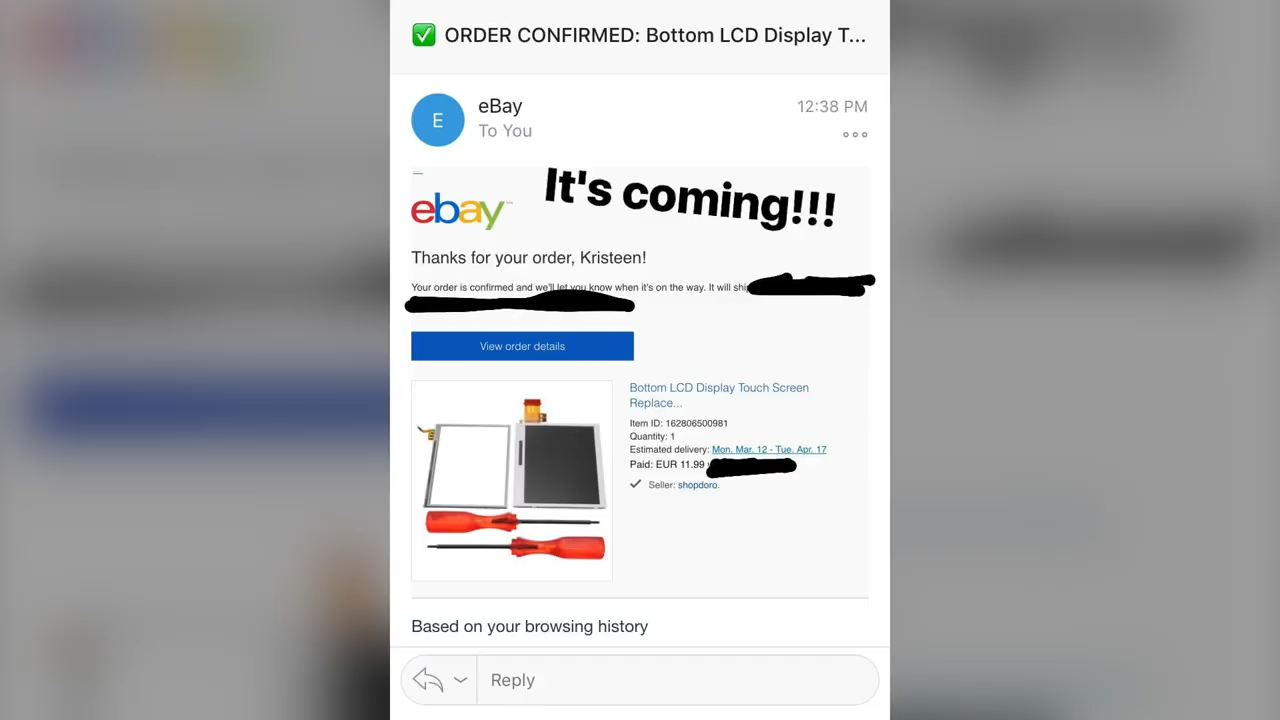 ✅ ORDER CONFIRMED: Bottom LCD Display T...
E
eBay
12:38 PM
To You
It's coming!!!
ebay
Thanks for your order, Kristeen!
Your order is confirmed and we'll let you know when it's on the way. It will
View order details
Bottom LCD Display Touch Screen
Replace...
Item ID: 162806500981
Quantity: 1
Estimated delivery: Mon. Mar. 12 - Tue. Apr. 17
Paid: EUR 11.99
Seller: shopdoro.
Based on your browsing history
Reply